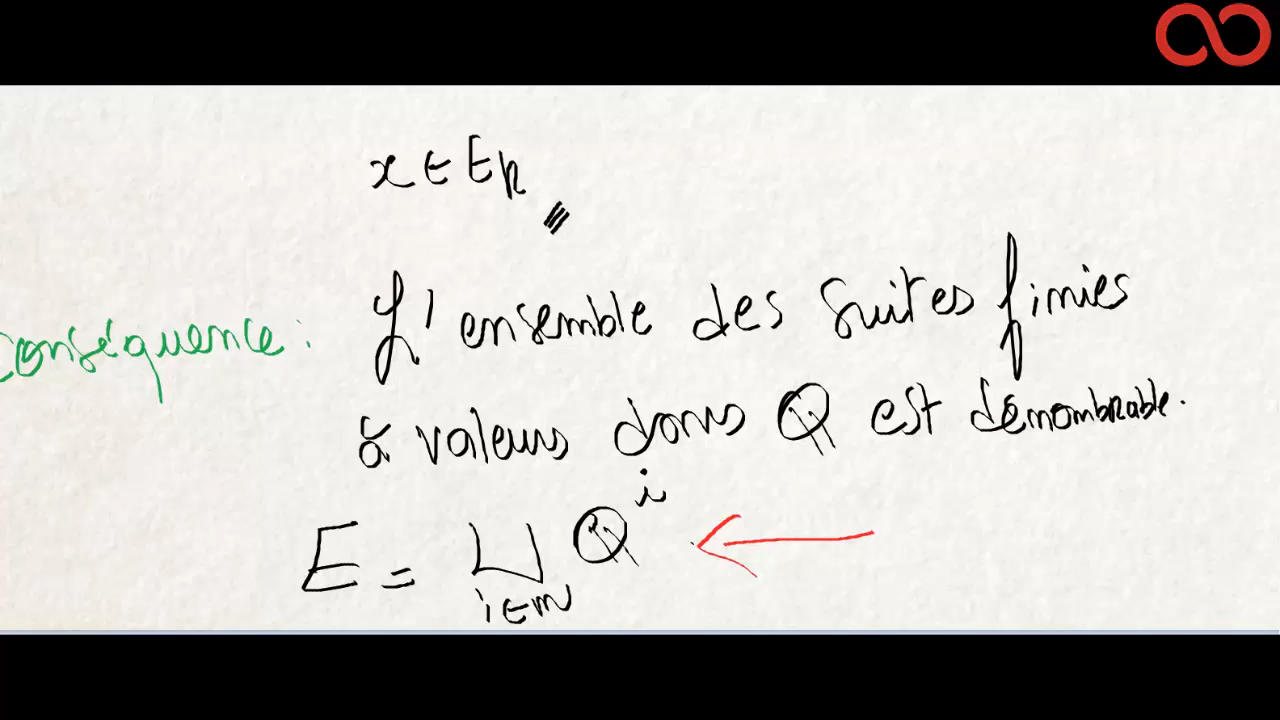 x ∈ E_k
L'ensemble des suites finies
conséquence :
à valeurs dans ℚ est dénombrable.
E = ⊔_{i∈ℕ} ℚ^i